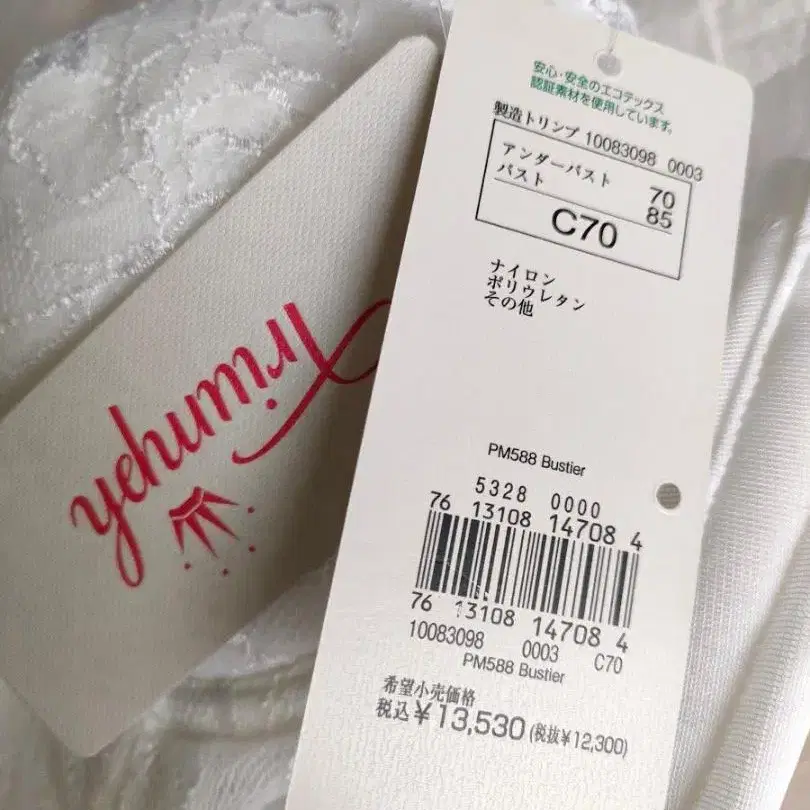 Triumph
安心・安全のエコテックス
認証素材を使用しています。
製造トリンプ 10083098 0003
アンダーバスト 70
バスト 85
C70
ナイロン
ポリウレタン
その他
PM588 Bustier
5328 0000
76 13108 14708 4
76 13108 14708 4
10083098 0003 C70
PM588 Bustier
希望小売価格
税込¥13,530(税抜¥12,300)